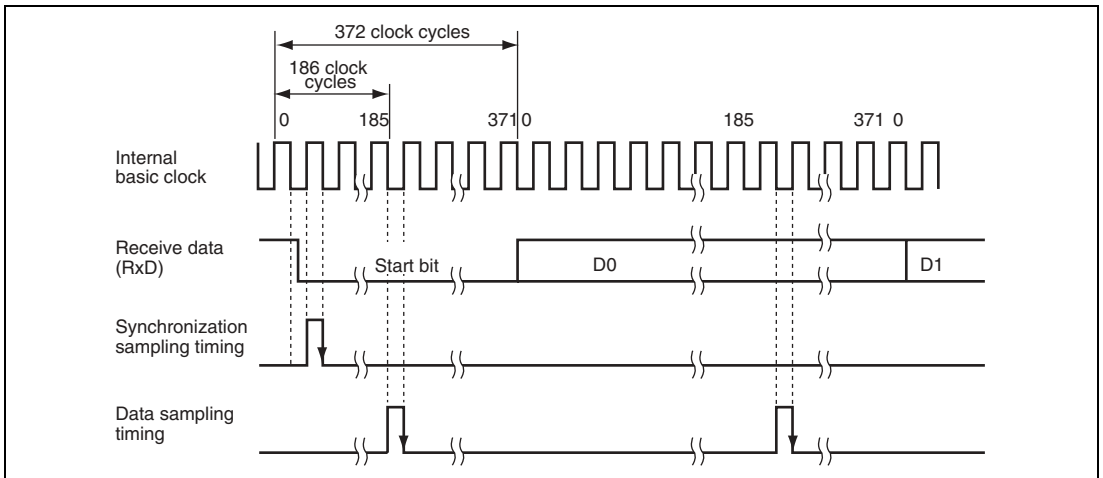 372 clock cycles
186 clock
cycles
0 185 371 0 185 371 0
Internal
basic clock
Receive data
(RxD)
Start bit D0 D1
Synchronization
sampling timing
Data sampling
timing